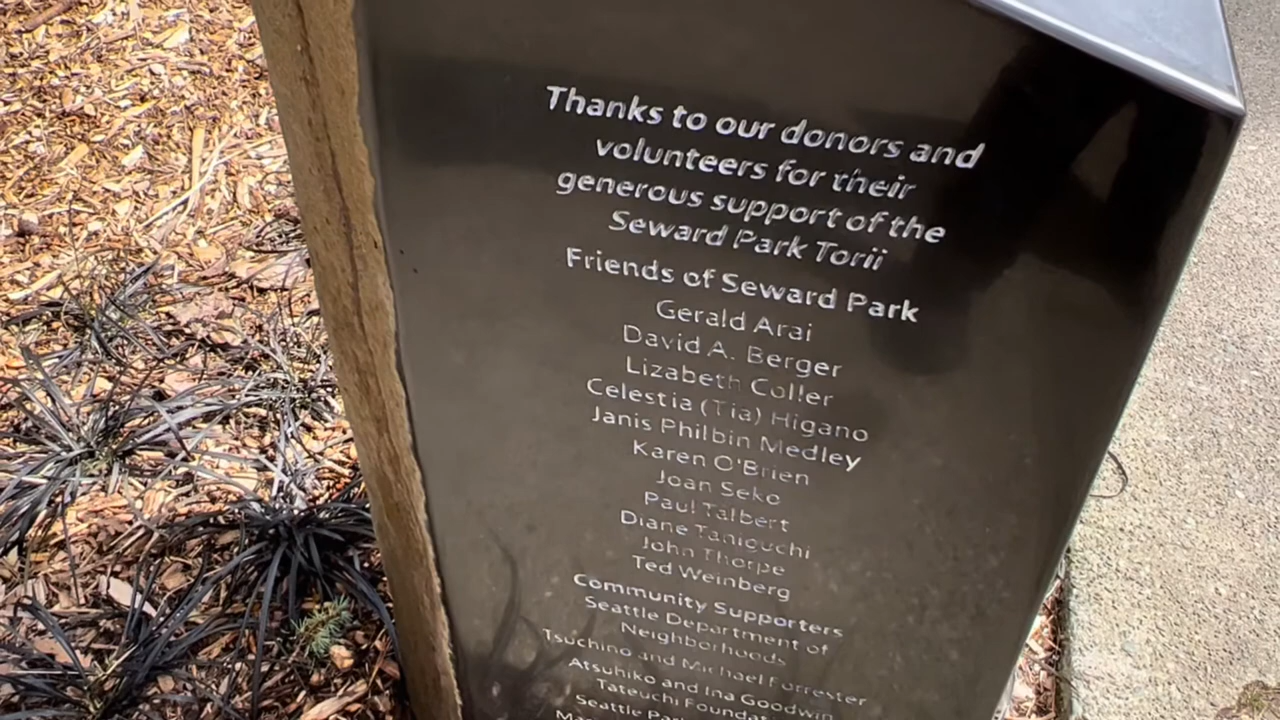 Thanks to our donors and
volunteers for their
generous support of the
Seward Park Torii
Friends of Seward Park
Gerald Arai
David A. Berger
Lizabeth Coller
Celestia (Tia) Higano
Janis Philbin Medley
Karen O'Brien
Joan Seko
Paul Talbert
Diane Taniguchi
John Thorpe
Ted Weinberg
Community Supporters
Seattle Department of
Neighborhoods
Tsuchino and Michael Forrester
Atsuhiko and Ina Goodwin
Tateuchi
Seattle